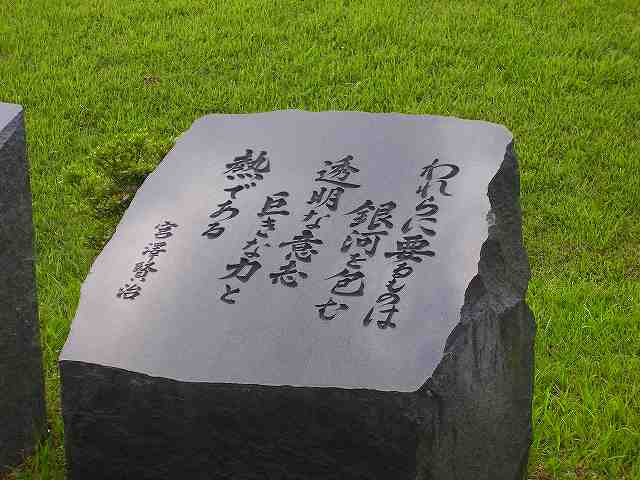 われらに要るものは
銀河を包む
透明な意志
巨きな力と
熱である
宮澤賢治